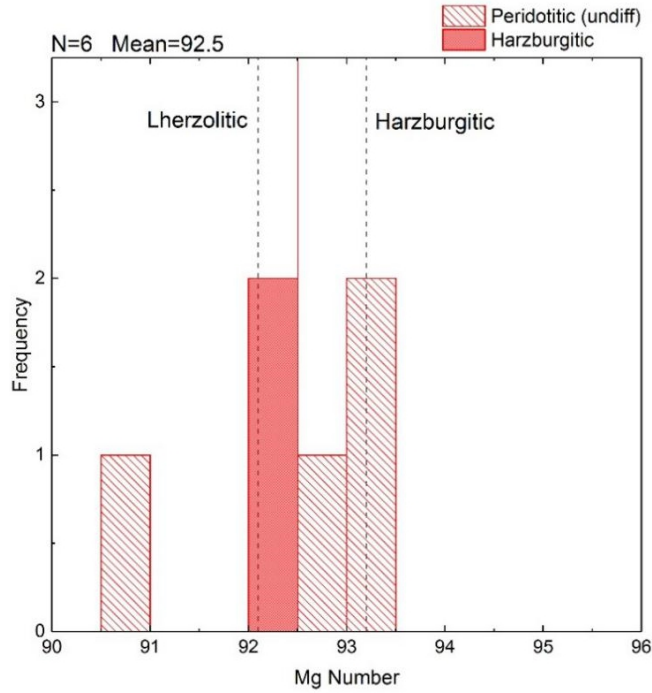 Peridotitic (undiff)
Harzburgitic
N=6 Mean=92.5
3
Lherzolitic
Harzburgitic
2
Frequency
1
0
90 91 92 93 94 95 96
Mg Number